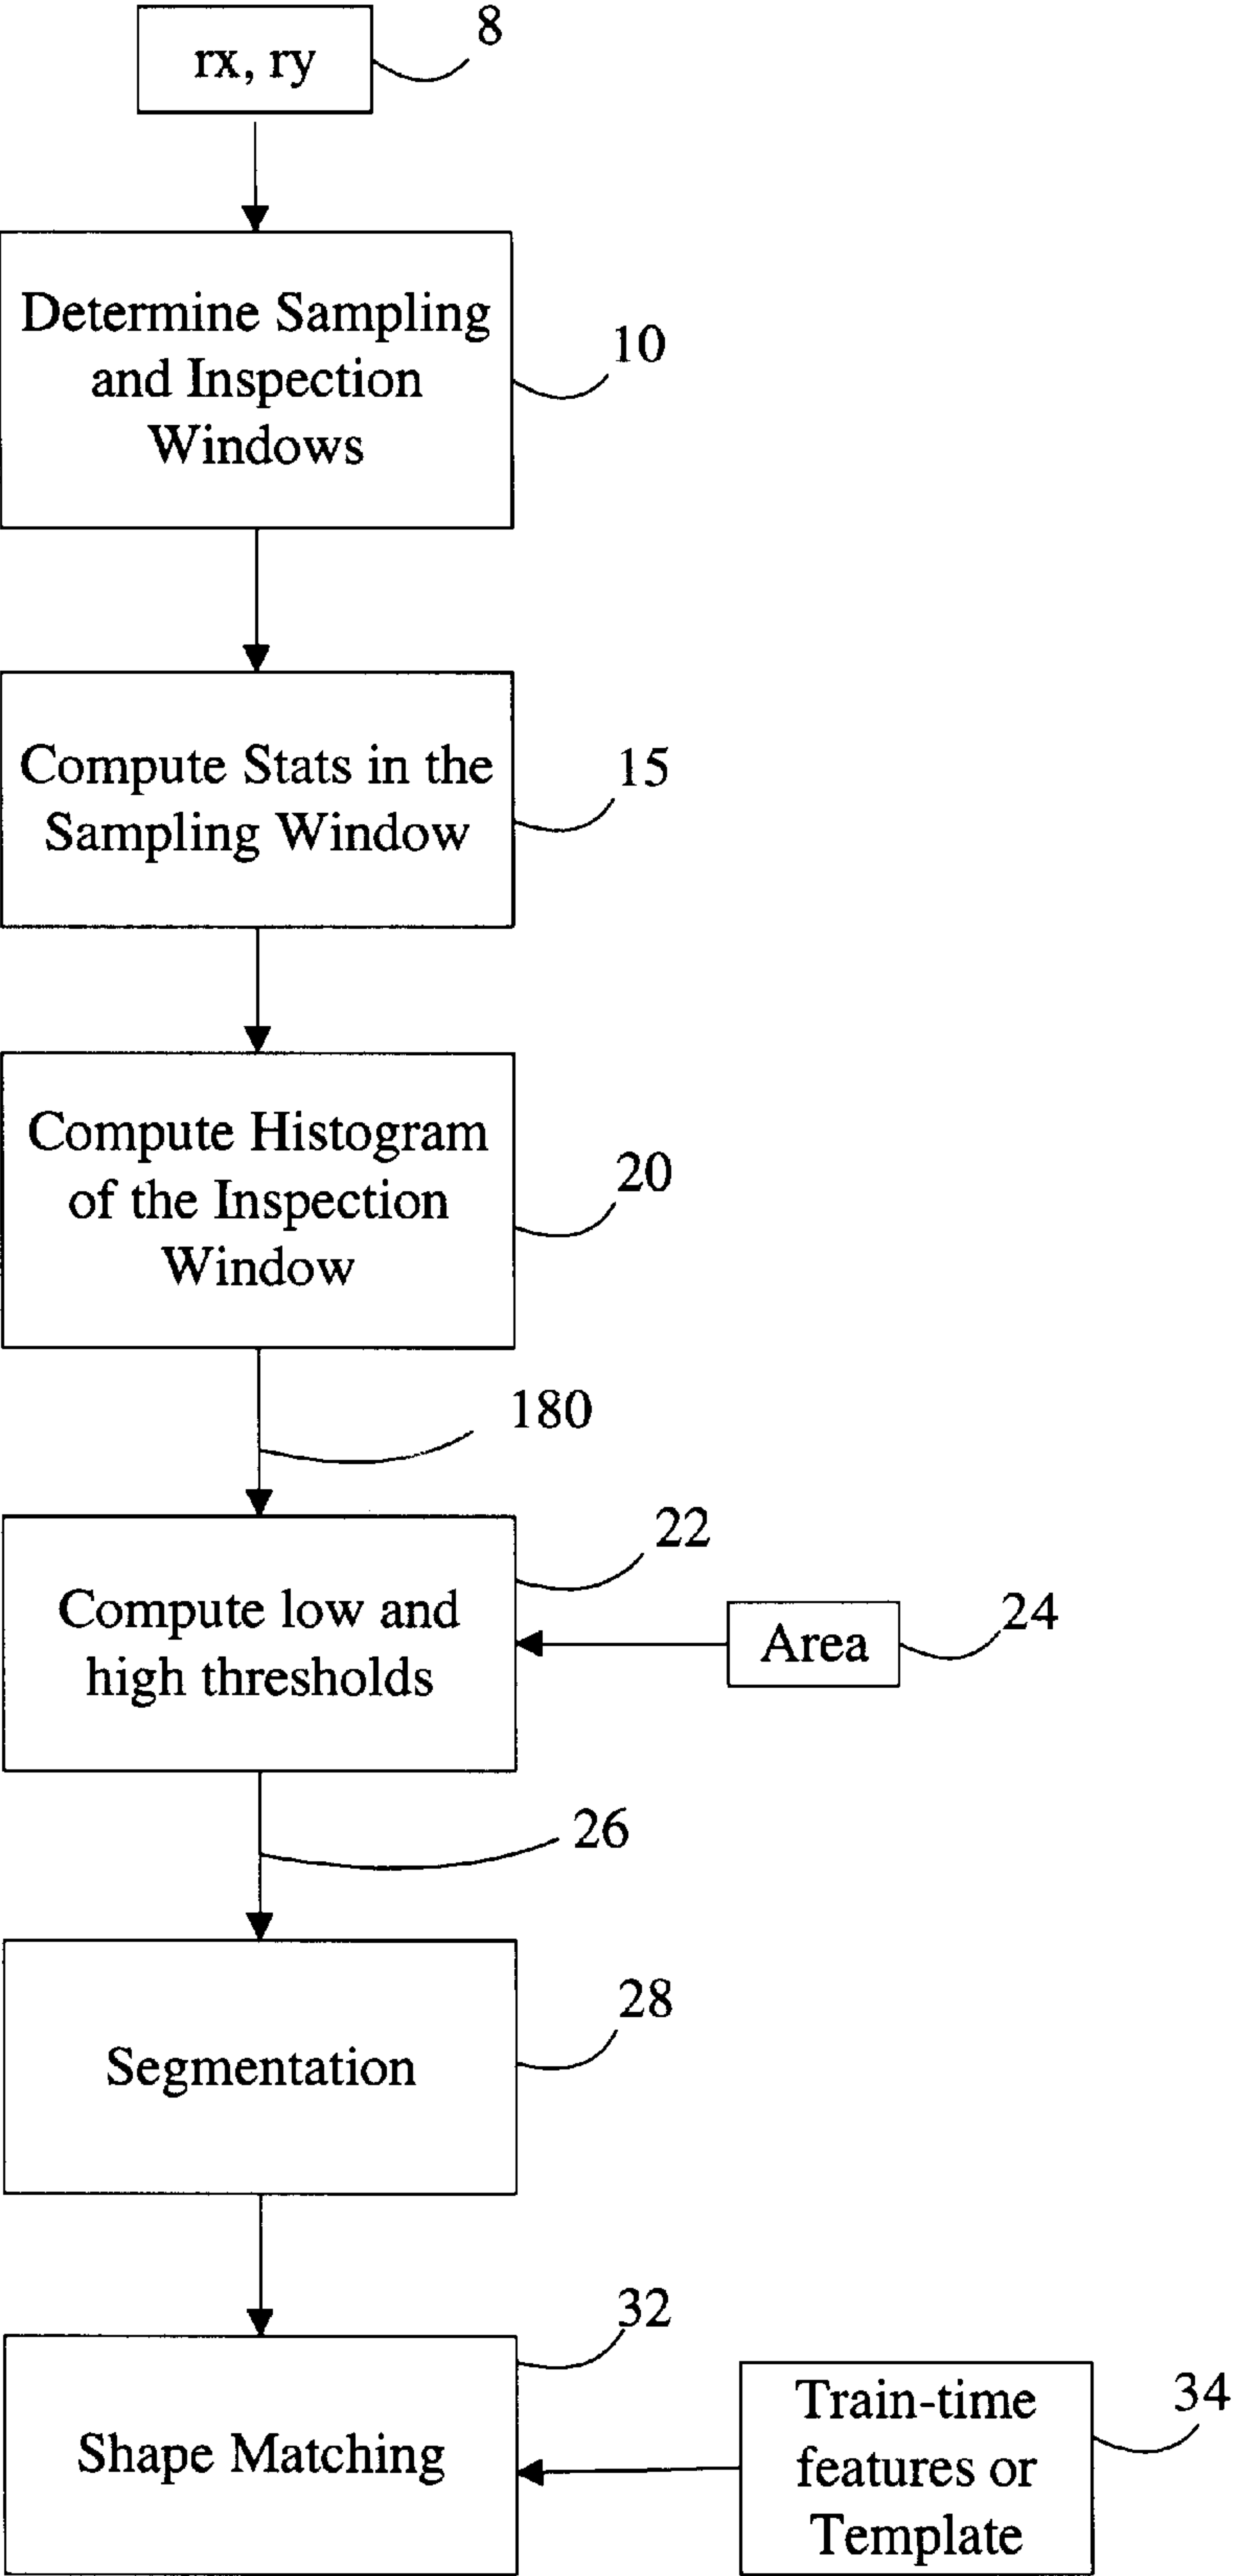 rx, ry
8
Determine Sampling
and Inspection
Windows
10
Compute Stats in the
Sampling Window
15
Compute Histogram
of the Inspection
Window
20
180
Compute low and
high thresholds
22
Area
24
26
Segmentation
28
Shape Matching
32
Train-time
features or
Template
34